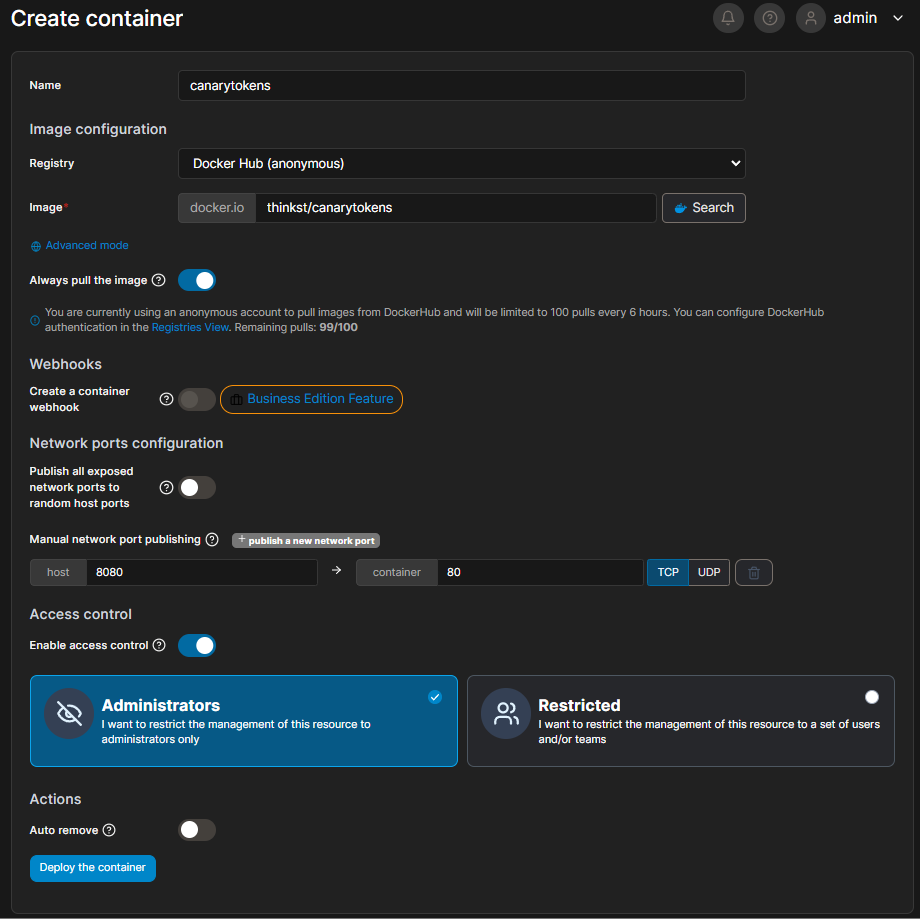 Create container
admin
Name
canarytokens
Image configuration
Registry
Docker Hub (anonymous)
Image*
docker.io
thinkst/canarytokens
Search
Advanced mode
Always pull the image
You are currently using an anonymous account to pull images from DockerHub and will be limited to 100 pulls every 6 hours. You can configure DockerHub
authentication in the Registries View. Remaining pulls: 99/100
Webhooks
Create a container
webhook
Business Edition Feature
Network ports configuration
Publish all exposed
network ports to
random host ports
Manual network port publishing
+ publish a new network port
host
8080
→
container
80
TCP
UDP
Access control
Enable access control
Administrators
I want to restrict the management of this resource to
administrators only
Restricted
I want to restrict the management of this resource to a set of users
and/or teams
Actions
Auto remove
Deploy the container